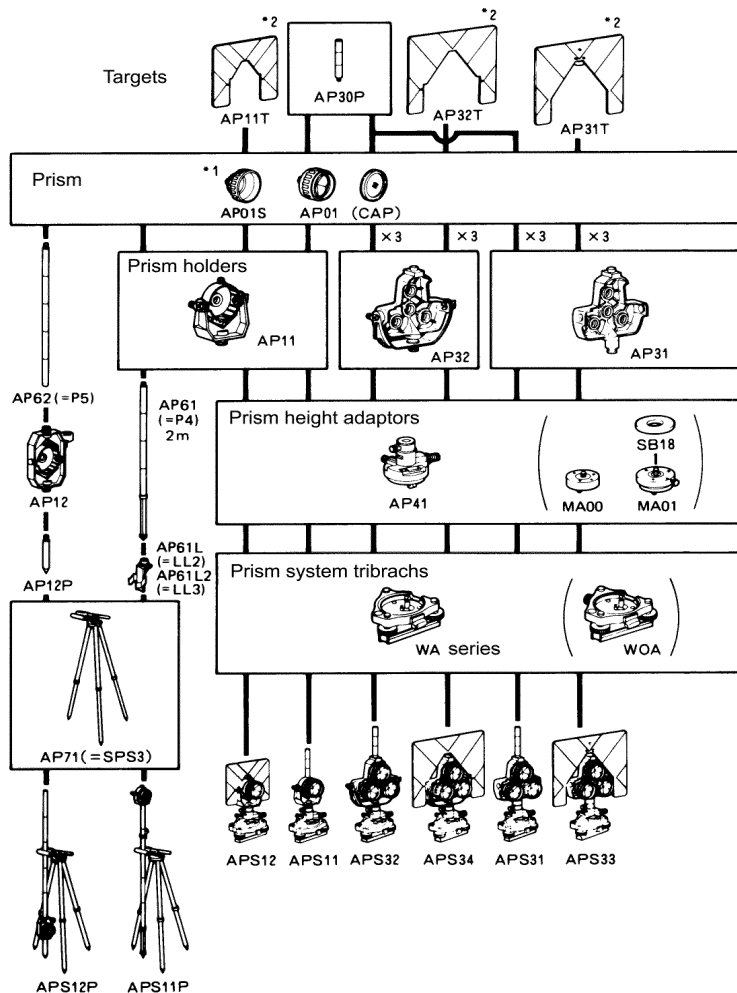 *2
*2
*2
Targets
AP30P
AP11T
AP32T
AP31T
Prism
*1
AP01S
AP01
(CAP)
×3
×3
×3
×3
Prism holders
AP11
AP32
AP31
AP62(=P5)
AP61
(=P4)
2m
Prism height adaptors
SB18
AP12
AP41
MA00
MA01
AP61L
(=LL2)
AP61L2
(=LL3)
AP12P
Prism system tribrachs
WA series
WOA
AP71(=SPS3)
APS12
APS11
APS32
APS34
APS31
APS33
APS12P
APS11P